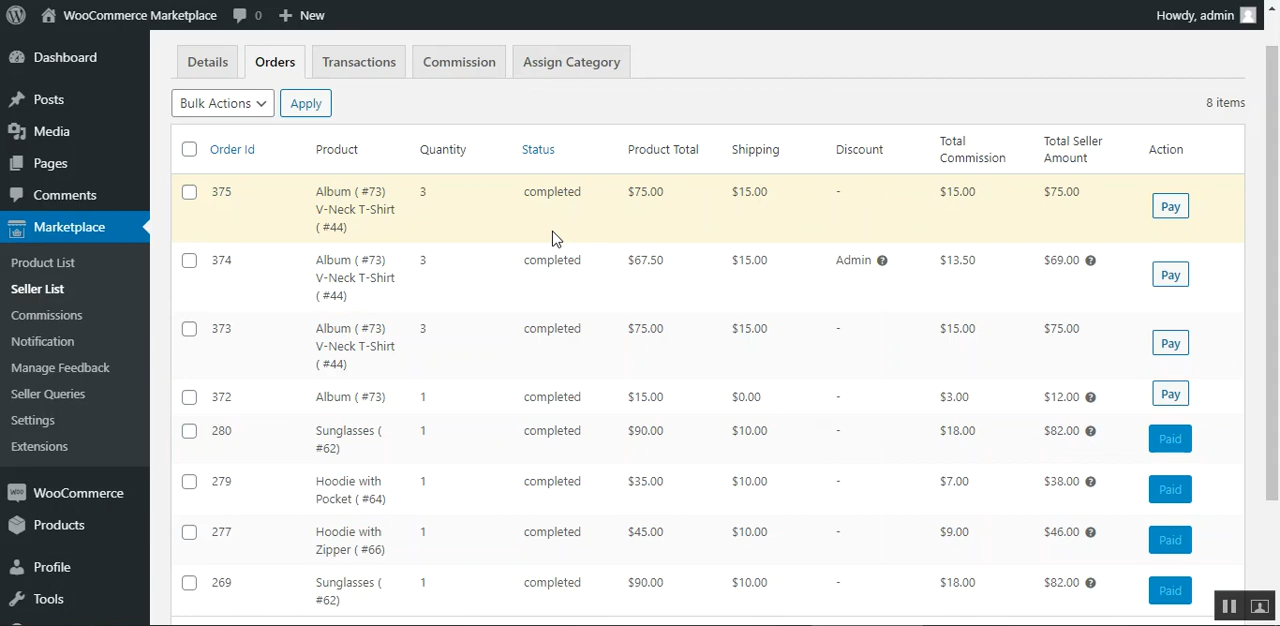 WooCommerce Marketplace 0 New Howdy, admin
Dashboard
Posts
Media
Pages
Comments
Marketplace
Product List
Seller List
Commissions
Notification
Manage Feedback
Seller Queries
Settings
Extensions
WooCommerce
Products
Profile
Tools
Details Orders Transactions Commission Assign Category
Bulk Actions Apply 8 items
Order Id Product Quantity Status Product Total Shipping Discount Total Commission Total Seller Amount Action
375 Album ( #73) 3 completed $75.00 $15.00 - $15.00 $75.00 Pay
V-Neck T-Shirt
( #44)
374 Album ( #73) 3 completed $67.50 $15.00 Admin ? $13.50 $69.00 ? Pay
V-Neck T-Shirt
( #44)
373 Album ( #73) 3 completed $75.00 $15.00 - $15.00 $75.00 Pay
V-Neck T-Shirt
( #44)
372 Album ( #73) 1 completed $15.00 $0.00 - $3.00 $12.00 ? Pay
280 Sunglasses ( 1 completed $90.00 $10.00 - $18.00 $82.00 ? Paid
#62)
279 Hoodie with 1 completed $35.00 $10.00 - $7.00 $38.00 ? Paid
Pocket ( #64)
277 Hoodie with 1 completed $45.00 $10.00 - $9.00 $46.00 ? Paid
Zipper ( #66)
269 Sunglasses ( 1 completed $90.00 $10.00 - $18.00 $82.00 ? Paid
#62)